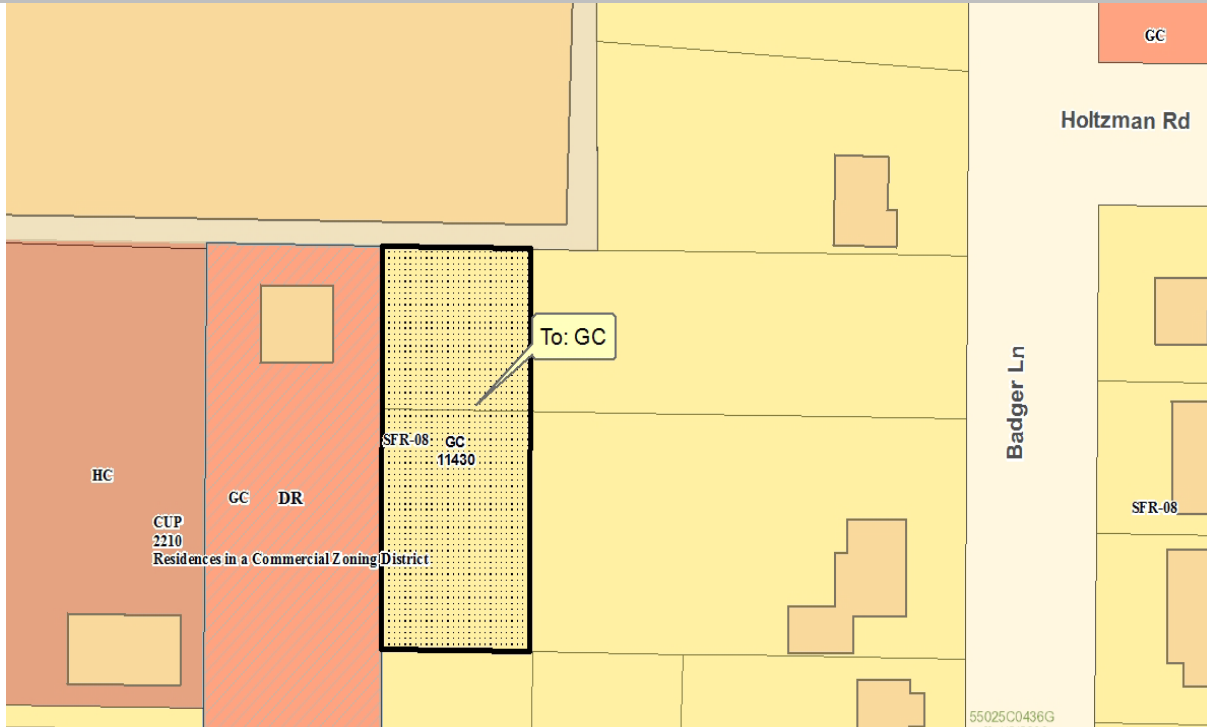 GC
Holtzman Rd
To: GC
Badger Ln
SFR-08
GC
11430
HC
GC
DR
SFR-08
CUP
2210
Residences in a Commercial Zoning District
55025C0436G